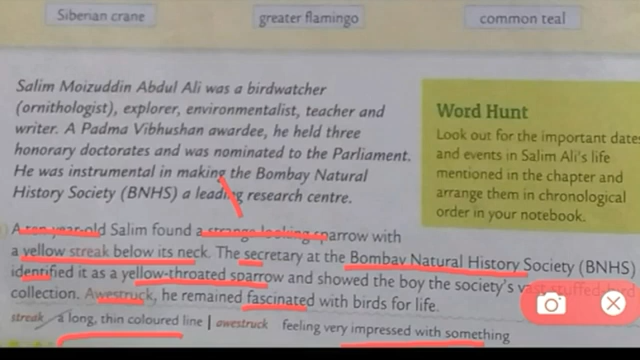 Siberian crane
greater flamingo
common teal
Salim Moizuddin Abdul Ali was a birdwatcher
(ornithologist), explorer, environmentalist, teacher and
writer. A Padma Vibhushan awardee, he held three
honorary doctorates and was nominated to the Parliament.
He was instrumental in making the Bombay Natural
History Society (BNHS) a leading research centre.
Word Hunt
Look out for the important dates
and events in Salim Ali's life
mentioned in the chapter and
arrange them in chronological
order in your notebook.
A ten-year-old Salim found a strange looking sparrow with
a yellow streak below its neck. The secretary at the Bombay Natural History Society (BNHS)
identified it as a yellow-throated sparrow and showed the boy the society's vast stuffed-bird
collection. Awestruck, he remained fascinated with birds for life.
streak a long, thin coloured line | awestruck feeling very impressed with something